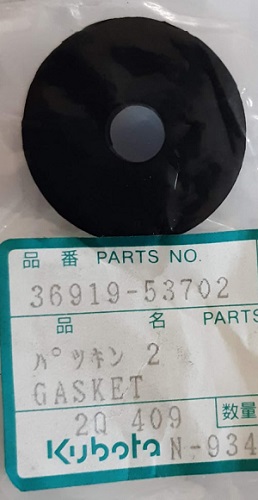 品 番 PARTS NO.
36919-53702
品 名 PARTS
パツキン 2
GASKET
2Q 409 数量
Kubota N-934